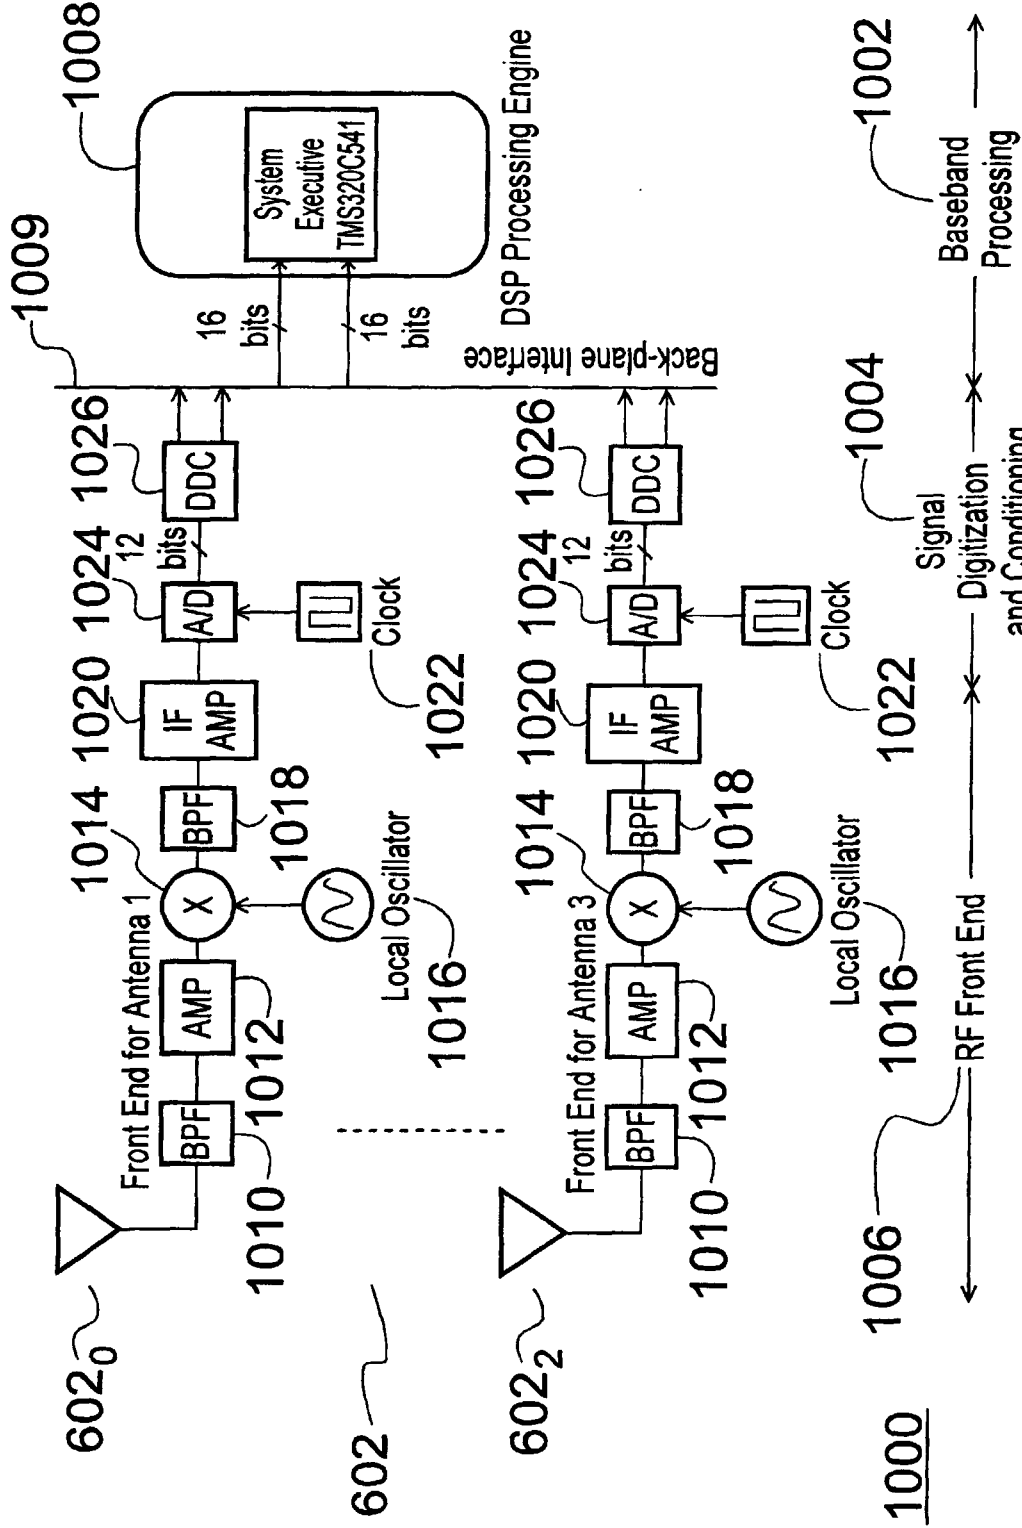 602₀
Front End for Antenna 1
1010
BPF
1012
AMP
1014
X
1016
Local Oscillator
1018
BPF
1020
IF
AMP
1022
Clock
1024
A/D
12
bits
1026
DDC
1009
16
bits
16
bits
Back-plane Interface
1008
System
Executive
TMS320C541
DSP Processing Engine
602
602₂
Front End for Antenna 3
1010
BPF
1012
AMP
1014
X
1016
Local Oscillator
1018
BPF
1020
IF
AMP
1022
Clock
1024
A/D
12
bits
1026
DDC
1006
RF Front End
1004
Signal
Digitization
and Conditioning
1002
Baseband
Processing
1000